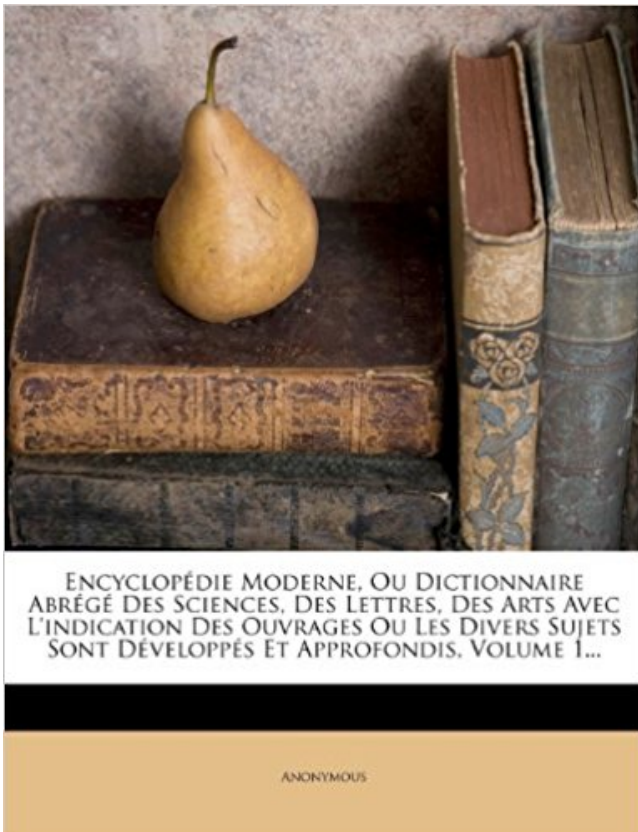 ENCYCLOPÉDIE MODERNE, OU DICTIONNAIRE
ABRÉGÉ DES SCIENCES, DES LETTRES, DES ARTS AVEC
L'INDICATION DES OUVRAGES OU LES DIVERS SUJETS
SONT DÉVELOPPÉS ET APPROFONDIS, VOLUME 1...
ANONYMOUS